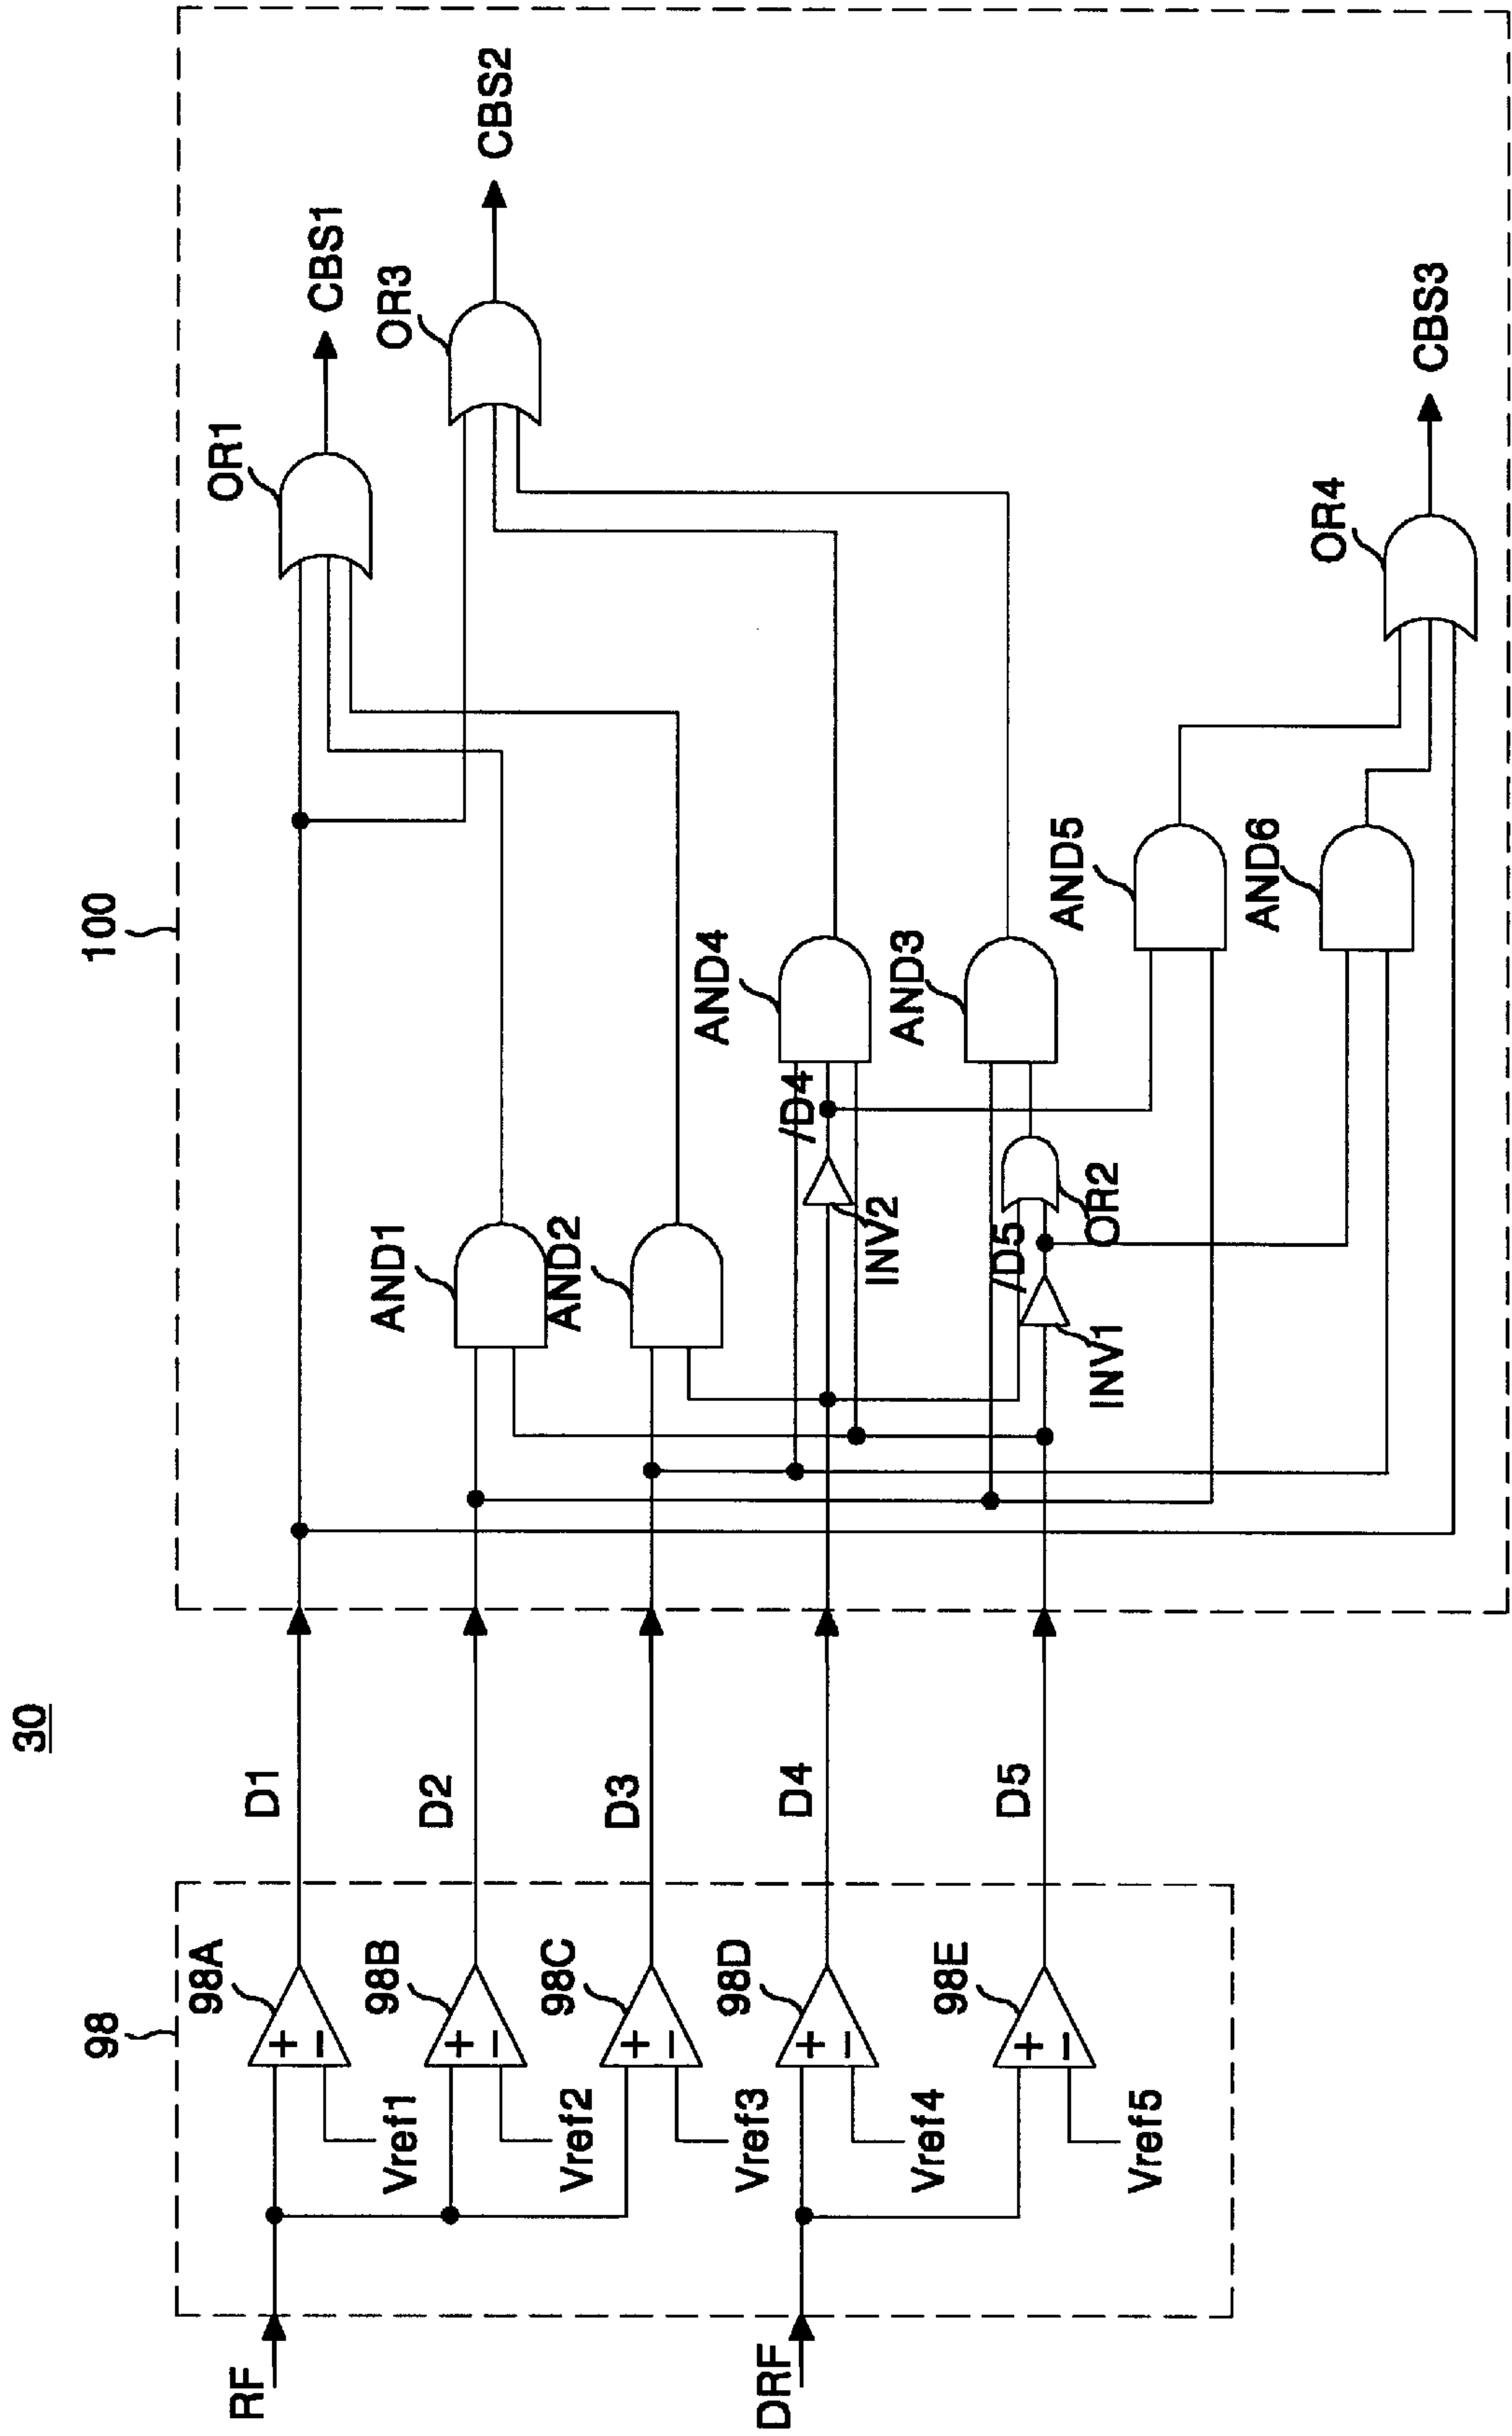 30
98
98A
98B
98C
98D
98E
RF
DRF
+
−
Vref1
+
−
Vref2
+
−
Vref3
+
−
Vref4
+
−
Vref5
D1
D2
D3
D4
D5
100
AND1
AND2
INV2
/D4
INV1
/D5
OR2
AND4
AND3
AND5
AND6
OR1
OR3
OR4
CBS1
CBS2
CBS3